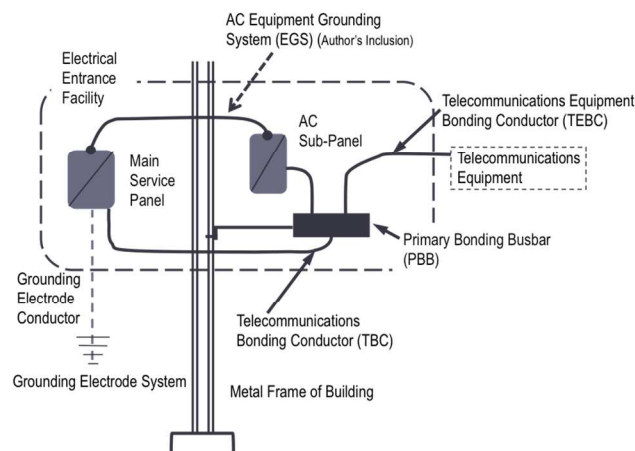 AC Equipment Grounding
System (EGS) (Author's Inclusion)
Electrical
Entrance
Facility
Telecommunications Equipment
Bonding Conductor (TEBC)
AC
Sub-Panel
Main
Service
Panel
Telecommunications
Equipment
Primary Bonding Busbar
(PBB)
Grounding
Electrode
Conductor
Telecommunications
Bonding Conductor (TBC)
Grounding Electrode System
Metal Frame of Building